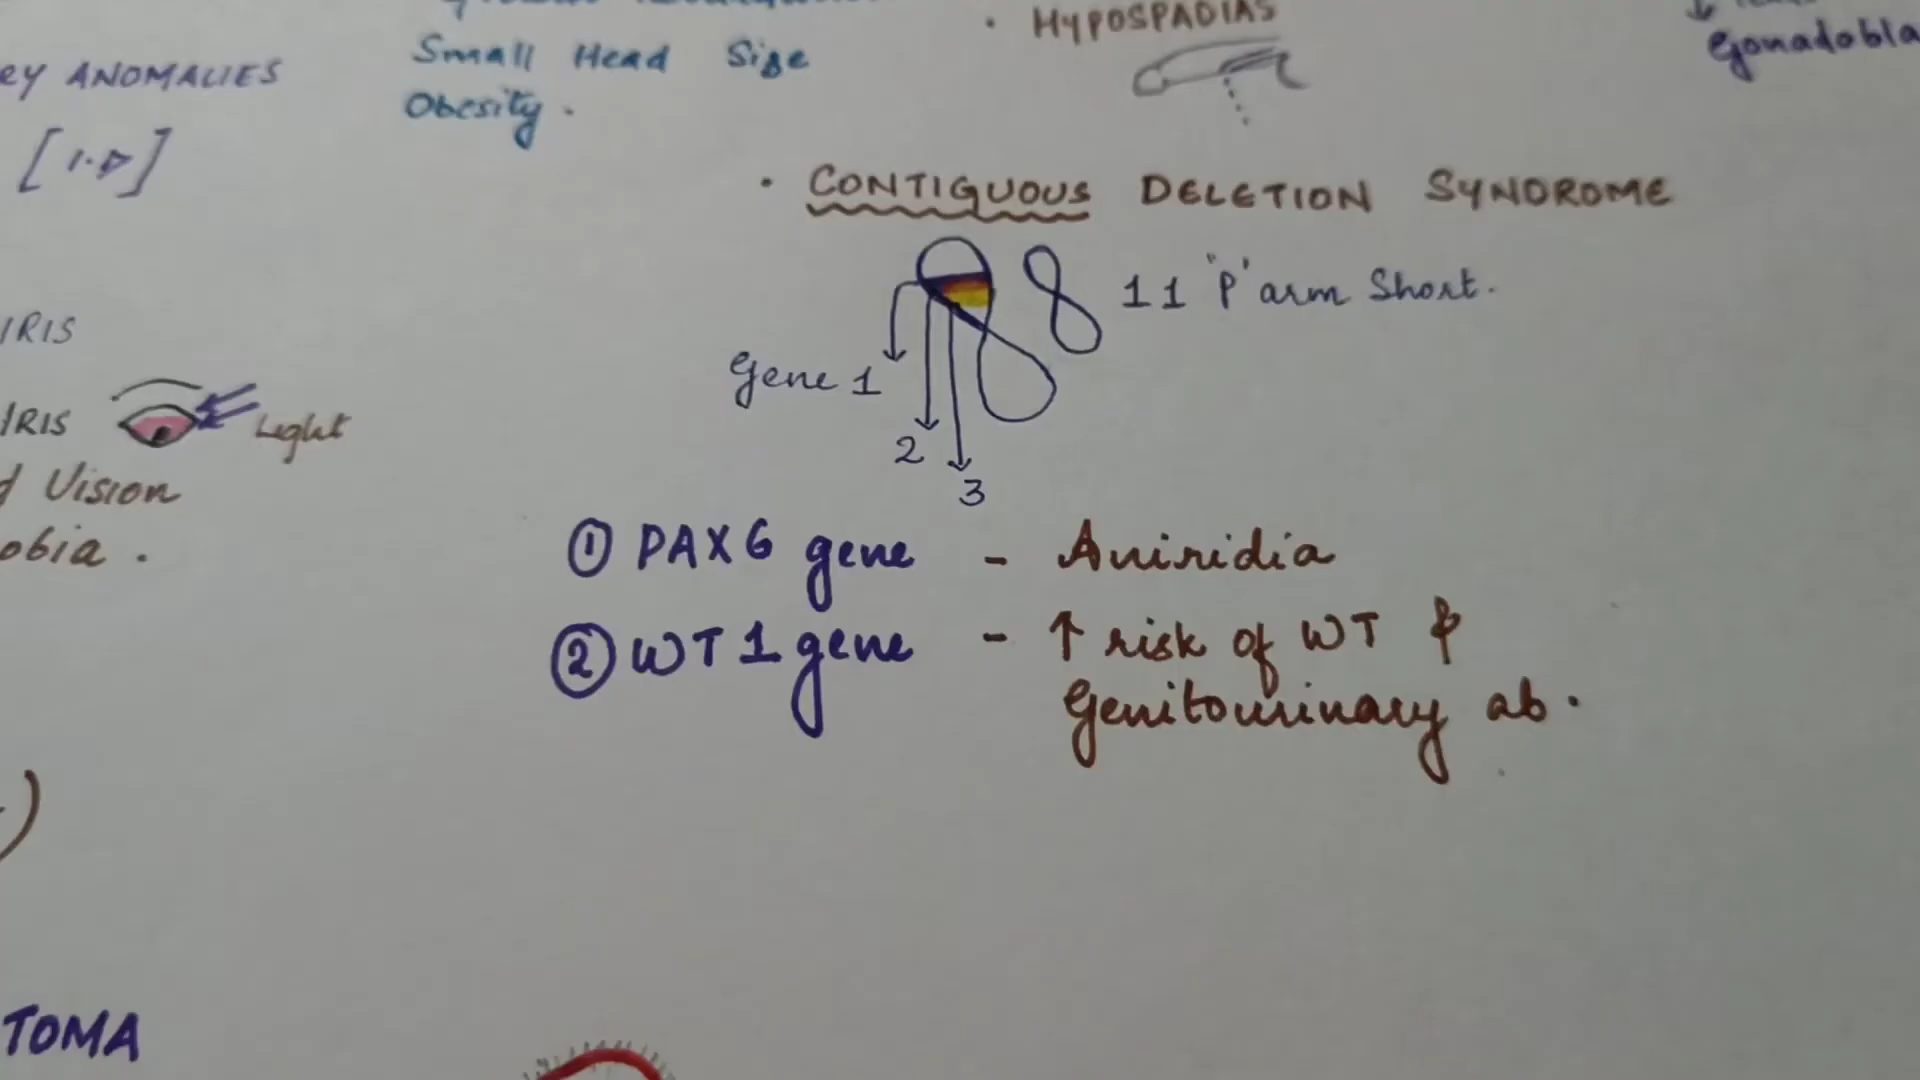 HYPOSPADIAS
Small Head Size
Obesity.
EY ANOMALIES
[I.D]
Gonadobla
• CONTIGUOUS DELETION SYNDROME
11 'P' arm Short.
Gene 1
2
3
IRIS
IRIS
Light
d Vision
obia.
① PAX6 gene - Aniridia
② WT1 gene - ↑ risk of WT &
Genitourinary ab.
TOMA